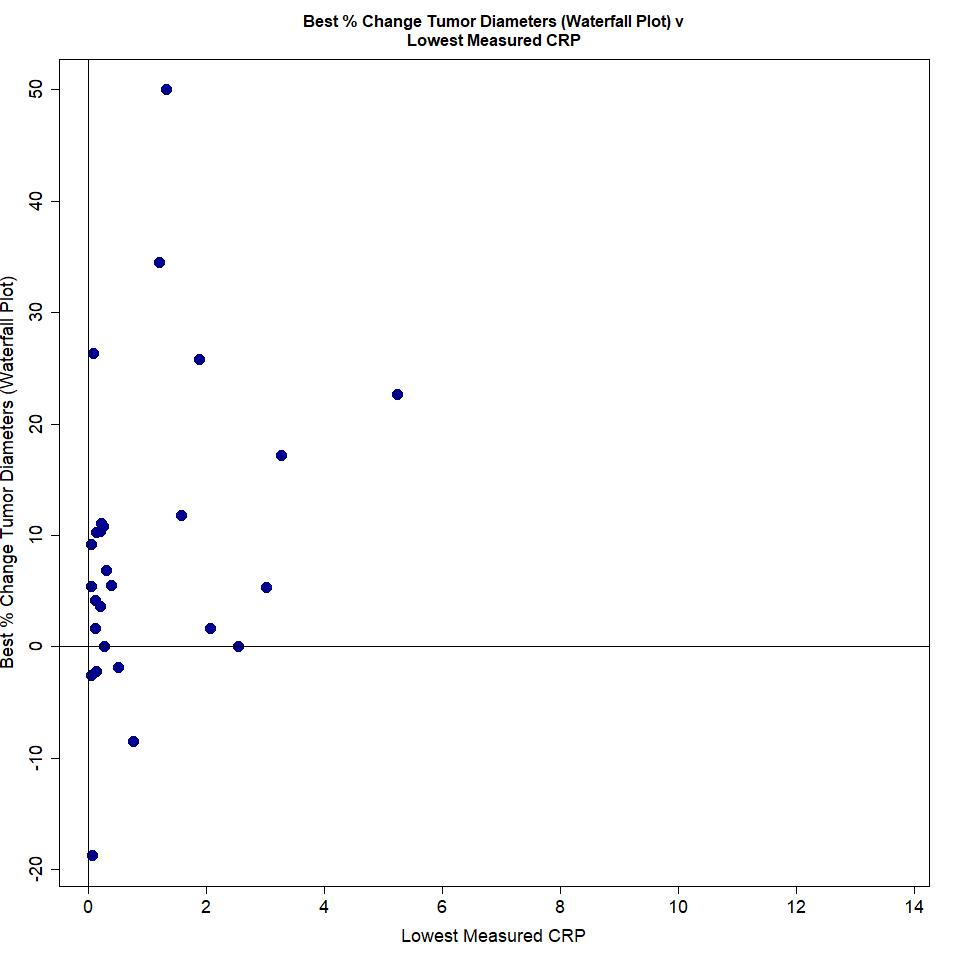 Best % Change Tumor Diameters (Waterfall Plot) v
Lowest Measured CRP
Best % Change Tumor Diameters (Waterfall Plot)
50
40
30
20
10
0
-10
-20
0 2 4 6 8 10 12 14
Lowest Measured CRP